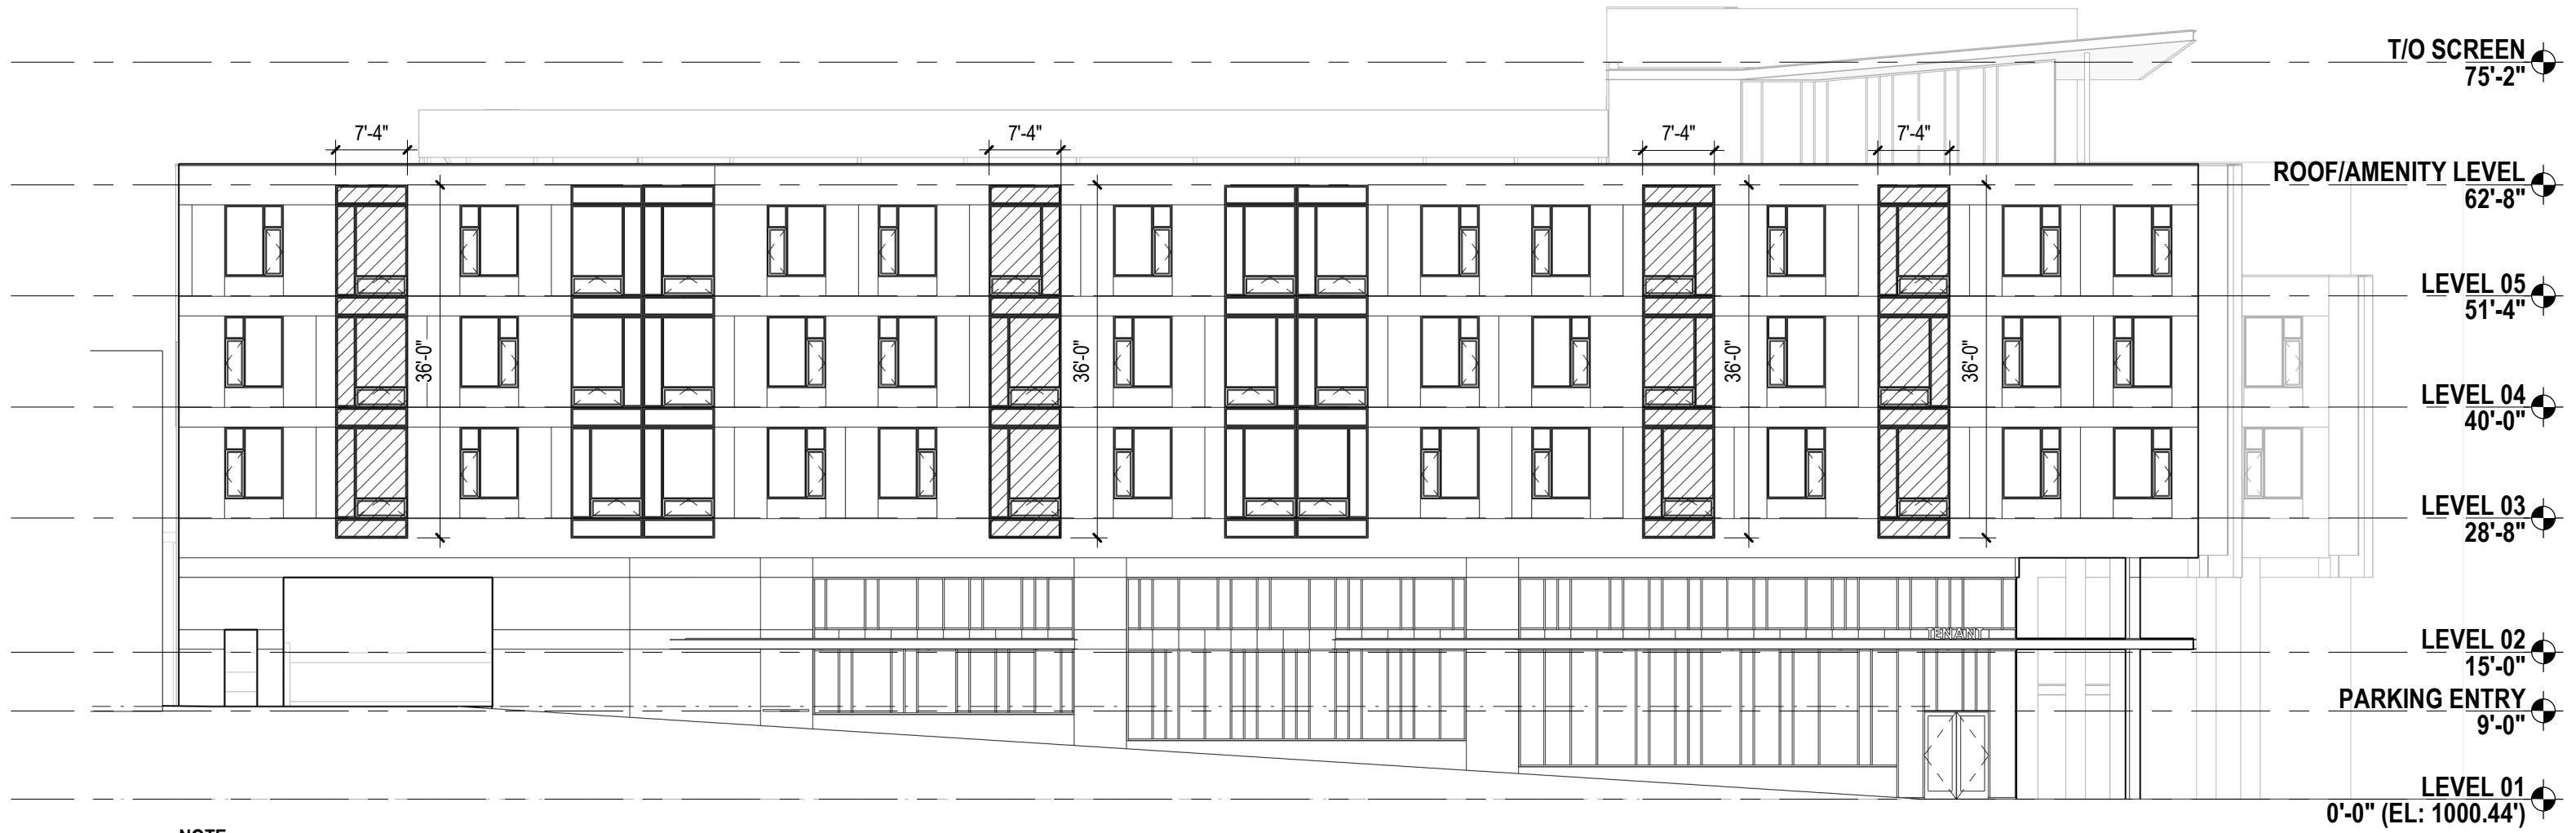 T/O SCREEN
75'-2"
7'-4"
7'-4"
7'-4"
7'-4"
ROOF/AMENITY LEVEL
62'-8"
LEVEL 05
51'-4"
36'-0"
36'-0"
36'-0"
36'-0"
LEVEL 04
40'-0"
LEVEL 03
28'-8"
TENANT
LEVEL 02
15'-0"
PARKING ENTRY
9'-0"
LEVEL 01
0'-0" (EL: 1000.44')
NOTE